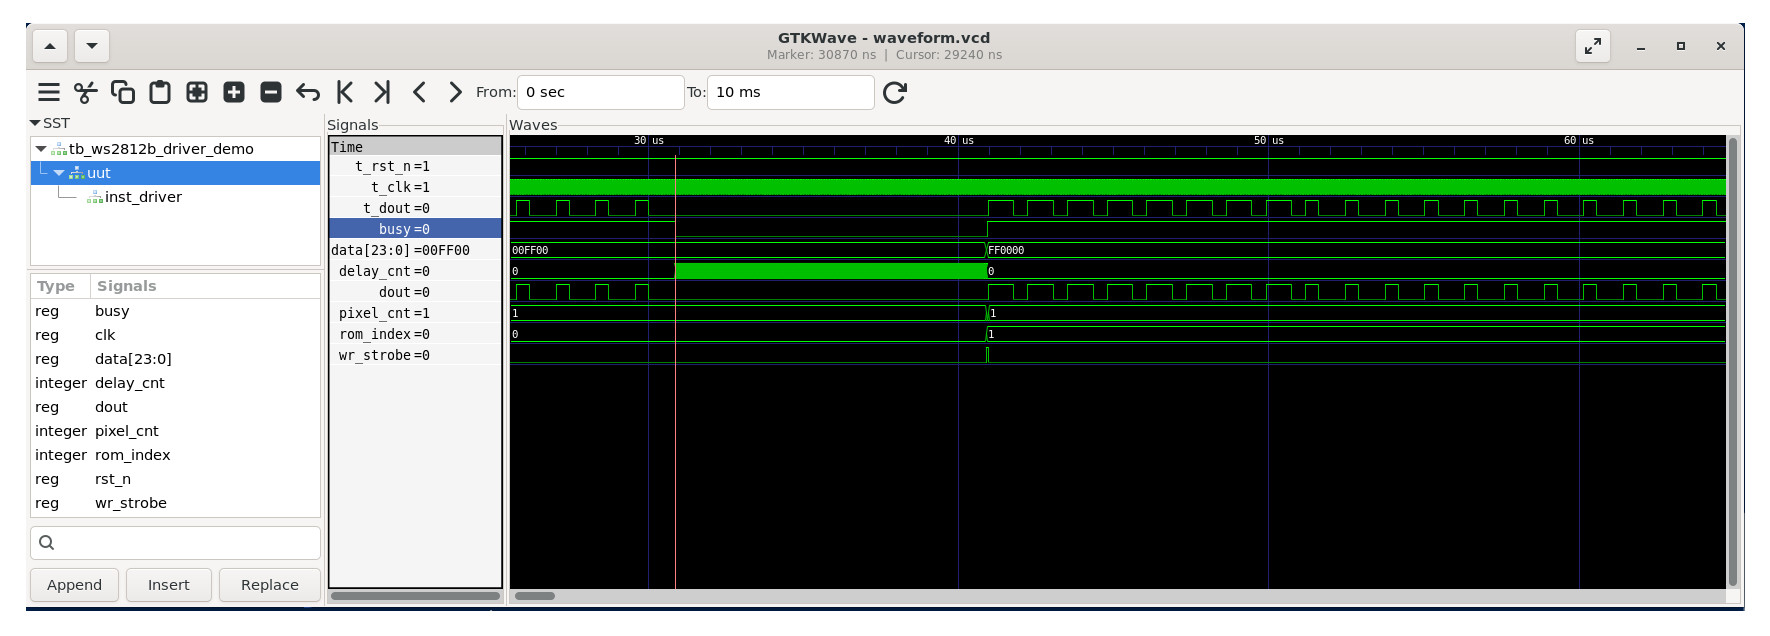 GTKWave - waveform.vcd
Marker: 30870 ns | Cursor: 29240 ns
From: 0 sec To: 10 ms
SST
tb_ws2812b_driver_demo
uut
inst_driver
Type Signals
reg busy
reg clk
reg data[23:0]
integer delay_cnt
reg dout
integer pixel_cnt
integer rom_index
reg rst_n
reg wr_strobe
Append Insert Replace
Signals
Time
t_rst_n=1
t_clk=1
t_dout=0
busy=0
data[23:0]=00FF00
delay_cnt=0
dout=0
pixel_cnt=1
rom_index=0
wr_strobe=0
Waves
30 us 40 us 50 us 60 us
00FF00 FF0000
0 0
1 1
0 1